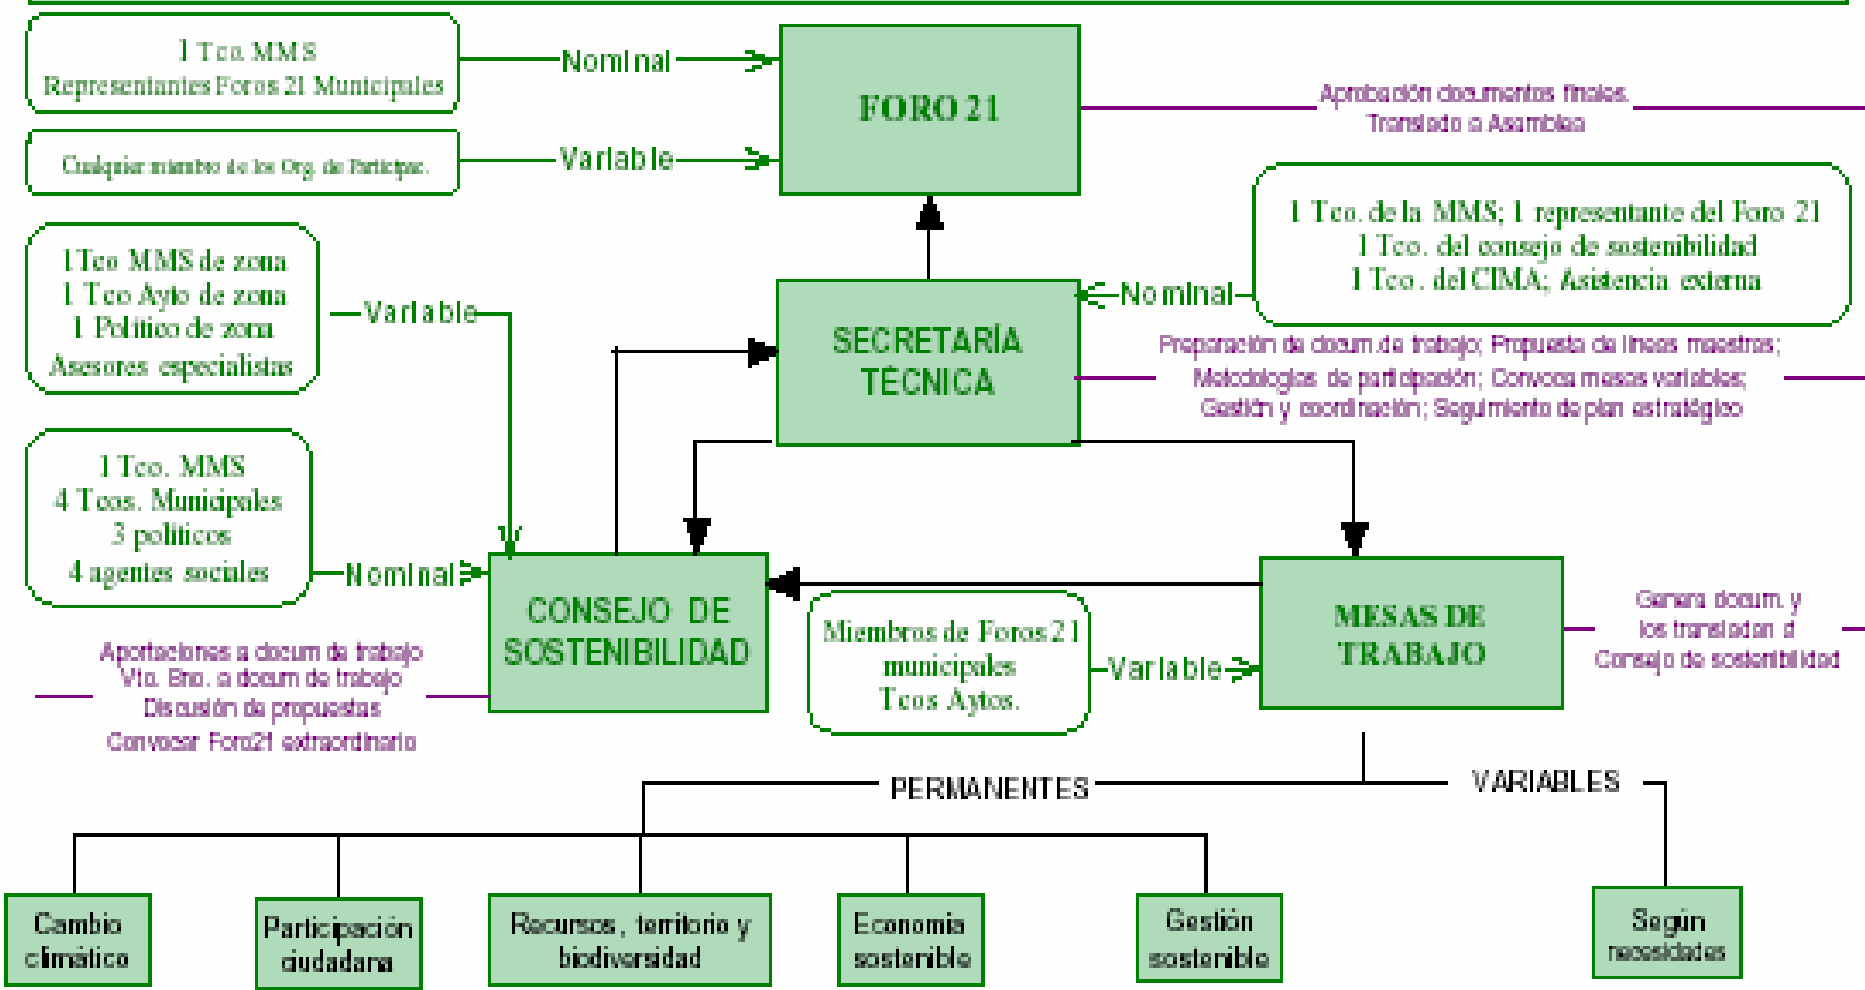 1 Tco. MMS
Representantes Foros 21 Municipales
Nominal
FORO 21
Aprobación documentos finales.
Translado a Asamblea
Cualquier miembro de los Org. de Participac.
Variable
1 Tco. de la MMS; 1 representante del Foro 21
1 Tco. del consejo de sostenibilidad
1 Tco. del CIMA; Asistencia externa
Nominal
1Tco MMS de zona
1 Tco Ayto de zona
1 Político de zona
Asesores especialistas
Variable
SECRETARÍA
TÉCNICA
Preparación de docum.de trabajo; Propuesta de líneas maestras;
Metodologías de participación; Convoca mesas variables;
Gestión y coordinación; Seguimiento de plan estratégico
1 Tco. MMS
4 Tcos. Municipales
3 políticos
4 agentes sociales
Nominal
CONSEJO DE
SOSTENIBILIDAD
Aportaciones a docum de trabajo
Vto. Bno. a docum de trabajo
Discusión de propuestas
Convocar Foro21 extraordinario
Miembros de Foros 21
municipales
Tcos Aytos.
Variable
MESAS DE
TRABAJO
Genera docum. y
los transladan al
Consejo de sostenibilidad
PERMANENTES
VARIABLES
Cambio
climático
Participación
ciudadana
Recursos, territorio y
biodiversidad
Economía
sostenible
Gestión
sostenible
Según
necesidades